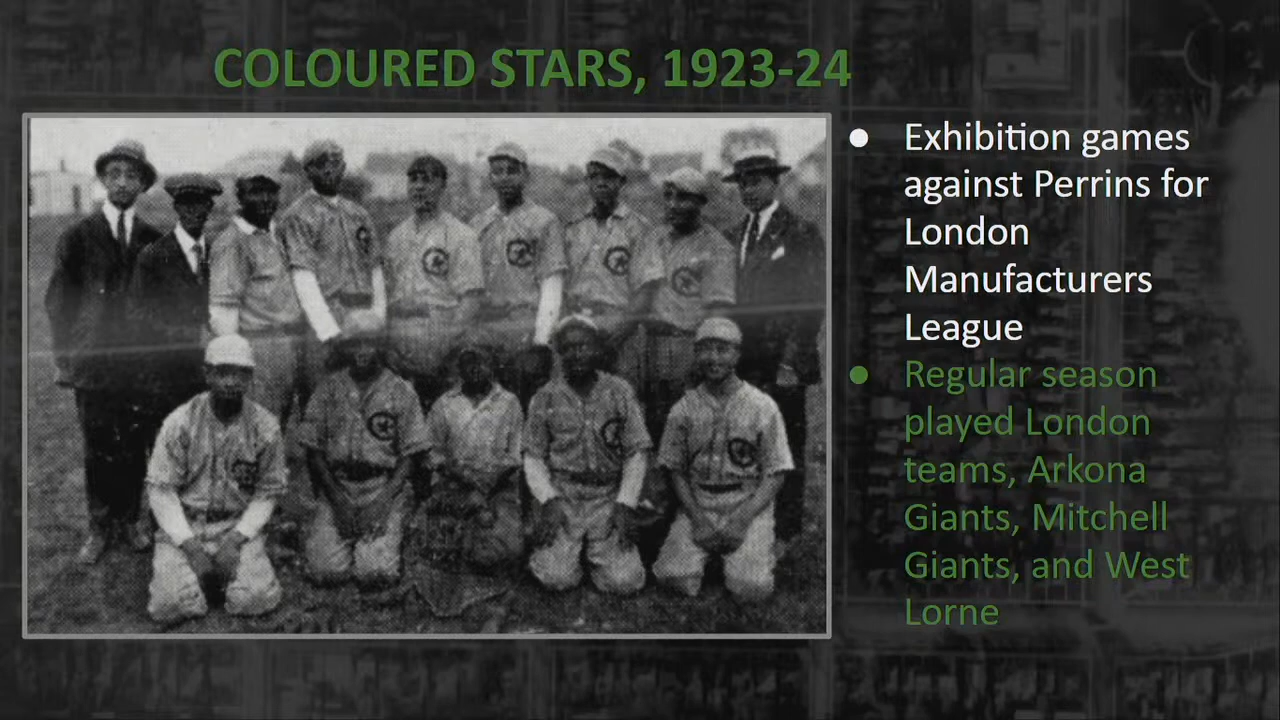 COLOURED STARS, 1923-24
● Exhibition games
against Perrins for
London
Manufacturers
League
● Regular season
played London
teams, Arkona
Giants, Mitchell
Giants, and West
Lorne